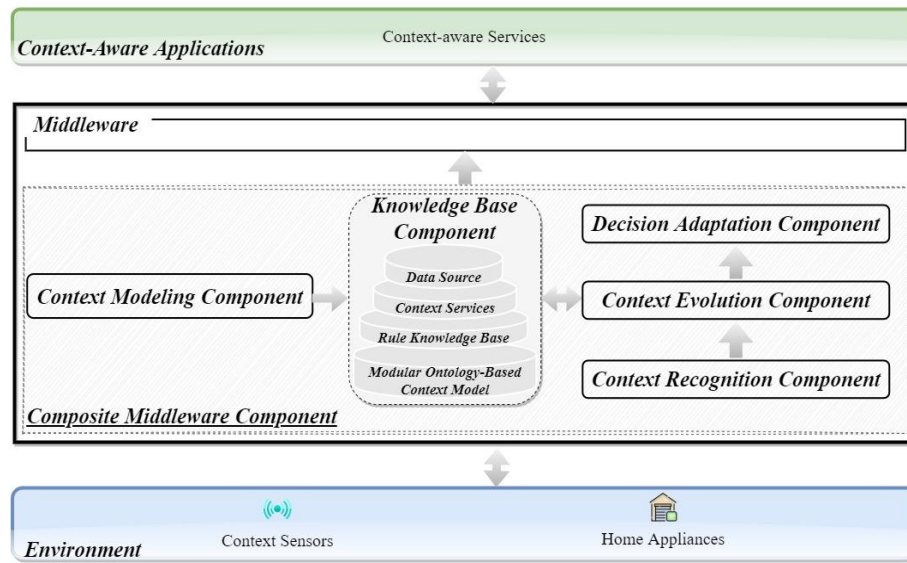 Context-aware Services
Context-Aware Applications
Middleware
Knowledge Base
Component
Data Source
Context Services
Rule Knowledge Base
Modular Ontology-Based
Context Model
Context Modeling Component
Decision Adaptation Component
Context Evolution Component
Context Recognition Component
Composite Middleware Component
Context Sensors
Home Appliances
Environment